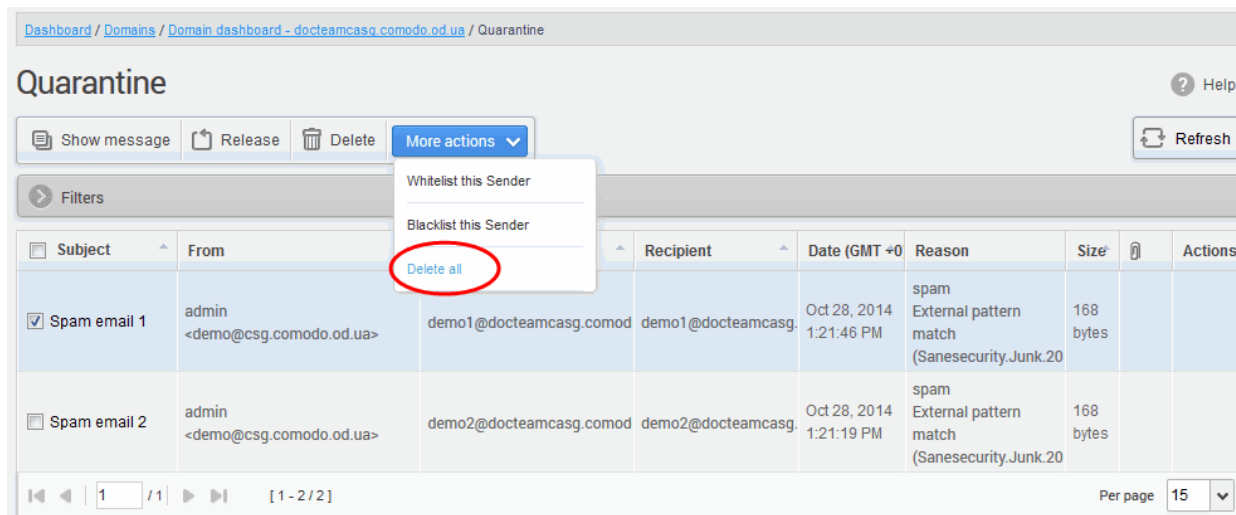 Dashboard / Domains / Domain dashboard - docteamcasg.comodo.od.ua / Quarantine
Quarantine
Help
Show message Release Delete More actions Refresh
Whitelist this Sender
Filters
Blacklist this Sender
Delete all
Subject From Recipient Date (GMT +0 Reason Size Actions
Spam email 1
admin
<demo@csg.comodo.od.ua>
demo1@docteamcasg.comod
demo1@docteamcasg.
Oct 28, 2014
1:21:46 PM
spam
External pattern
match
(Sanesecurity.Junk.20
168
bytes
Spam email 2
admin
<demo@csg.comodo.od.ua>
demo2@docteamcasg.comod
demo2@docteamcasg.
Oct 28, 2014
1:21:19 PM
spam
External pattern
match
(Sanesecurity.Junk.20
168
bytes
1 / 1 [ 1 - 2 / 2 ] Per page 15